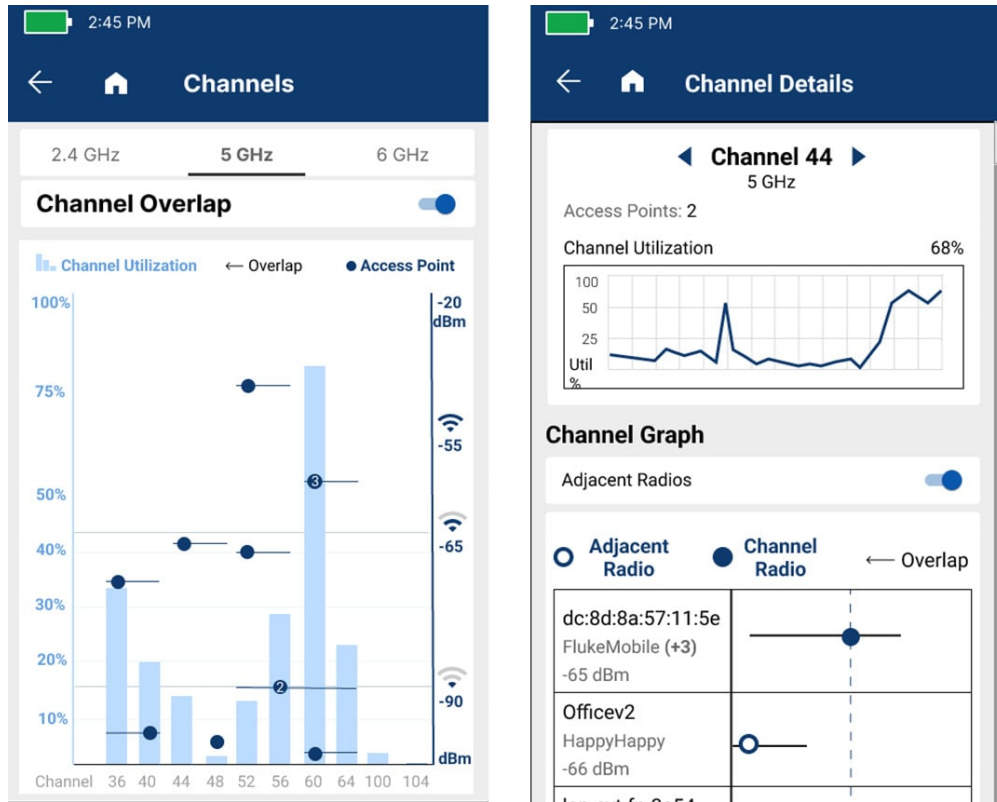 2:45 PM
Channels
2.4 GHz 5 GHz 6 GHz
Channel Overlap
Channel Utilization ← Overlap Access Point
100%
75%
50%
40%
30%
20%
10%
-20
dBm
-55
-65
-90
dBm
3
2
Channel 36 40 44 48 52 56 60 64 100 104
2:45 PM
Channel Details
Channel 44
5 GHz
Access Points: 2
Channel Utilization 68%
100
50
25
Util
%
Channel Graph
Adjacent Radios
Adjacent
Radio
Channel
Radio
← Overlap
dc:8d:8a:57:11:5e
FlukeMobile (+3)
-65 dBm
Officev2
HappyHappy
-66 dBm